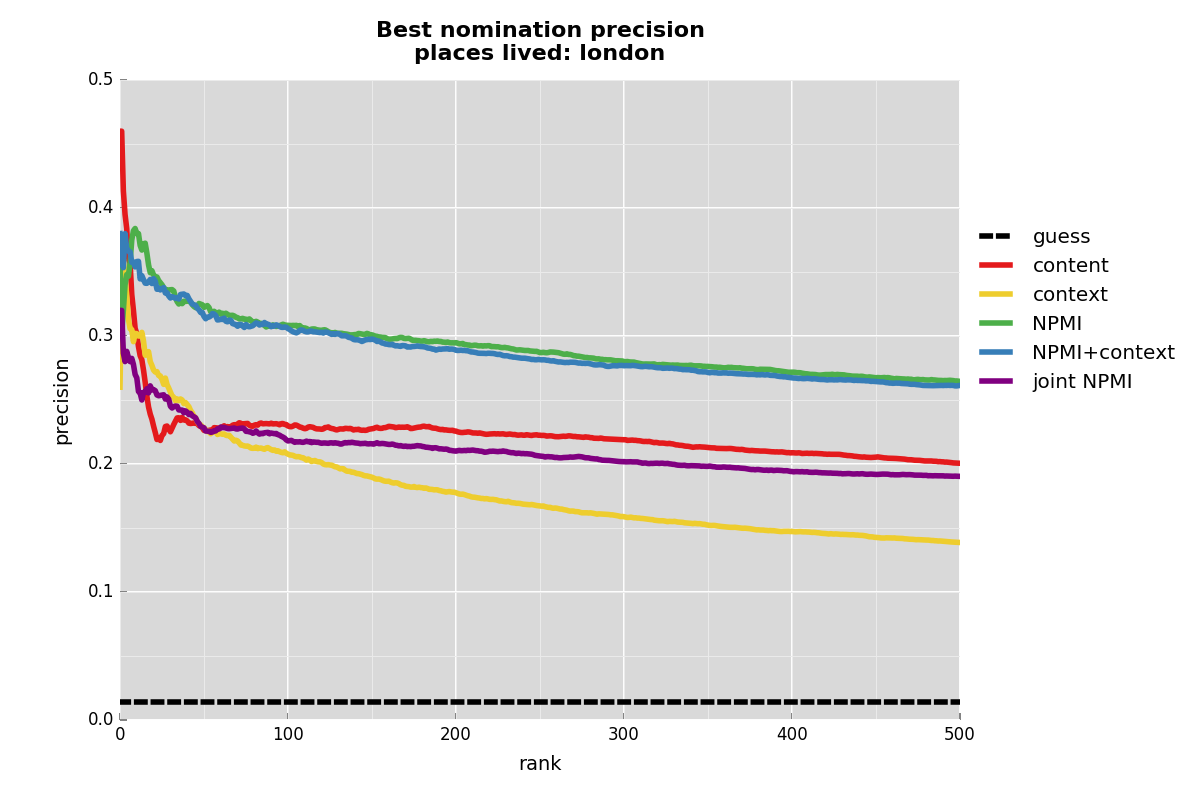 Best nomination precision
places lived: london
precision
0.5
0.4
0.3
0.2
0.1
0.0
0
100
200
300
400
500
rank
guess
content
context
NPMI
NPMI+context
joint NPMI